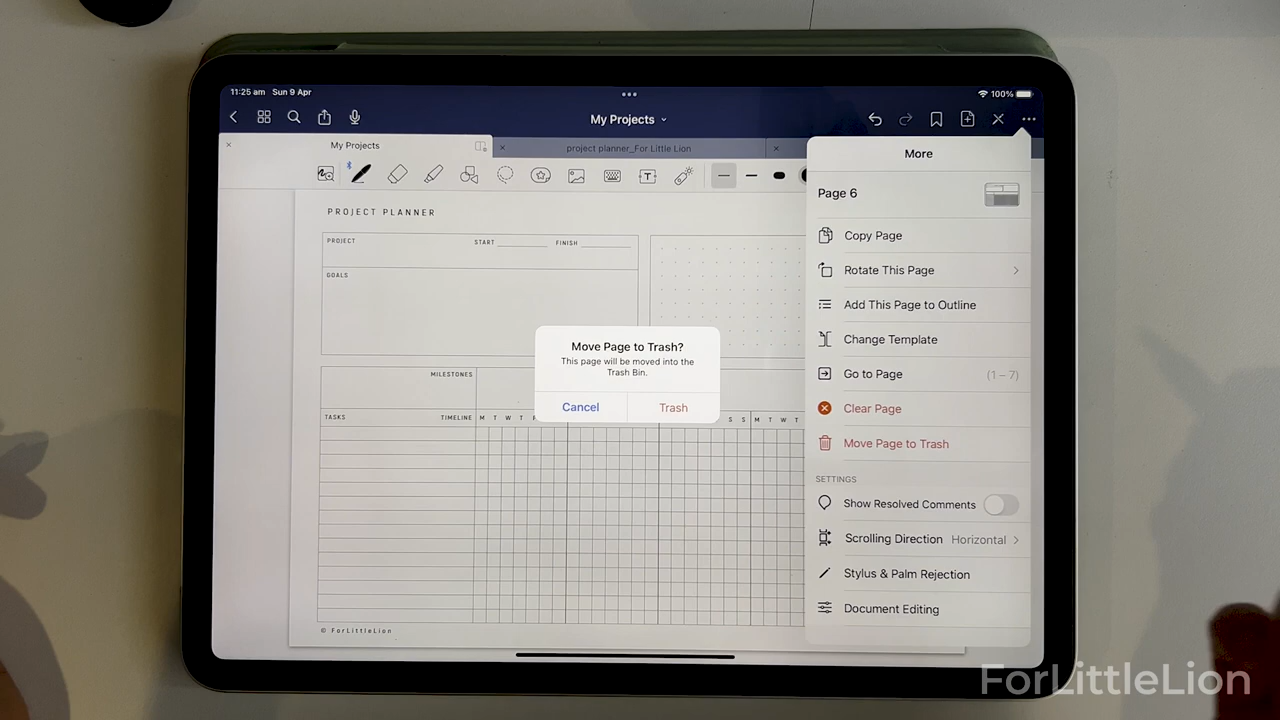 11:25 am Sun 9 Apr
100%
My Projects
My Projects
project planner_For Little Lion
More
Page 6
Copy Page
Rotate This Page
Add This Page to Outline
Change Template
Go to Page (1 – 7)
Clear Page
Move Page to Trash
SETTINGS
Show Resolved Comments
Scrolling Direction Horizontal
Stylus & Palm Rejection
Document Editing
T
PROJECT PLANNER
PROJECT START FINISH
GOALS
Move Page to Trash?
This page will be moved into the
Trash Bin.
Cancel Trash
MILESTONES
TASKS TIMELINE M T W T S S M T W T
© ForLittleLion
ForLittleLion